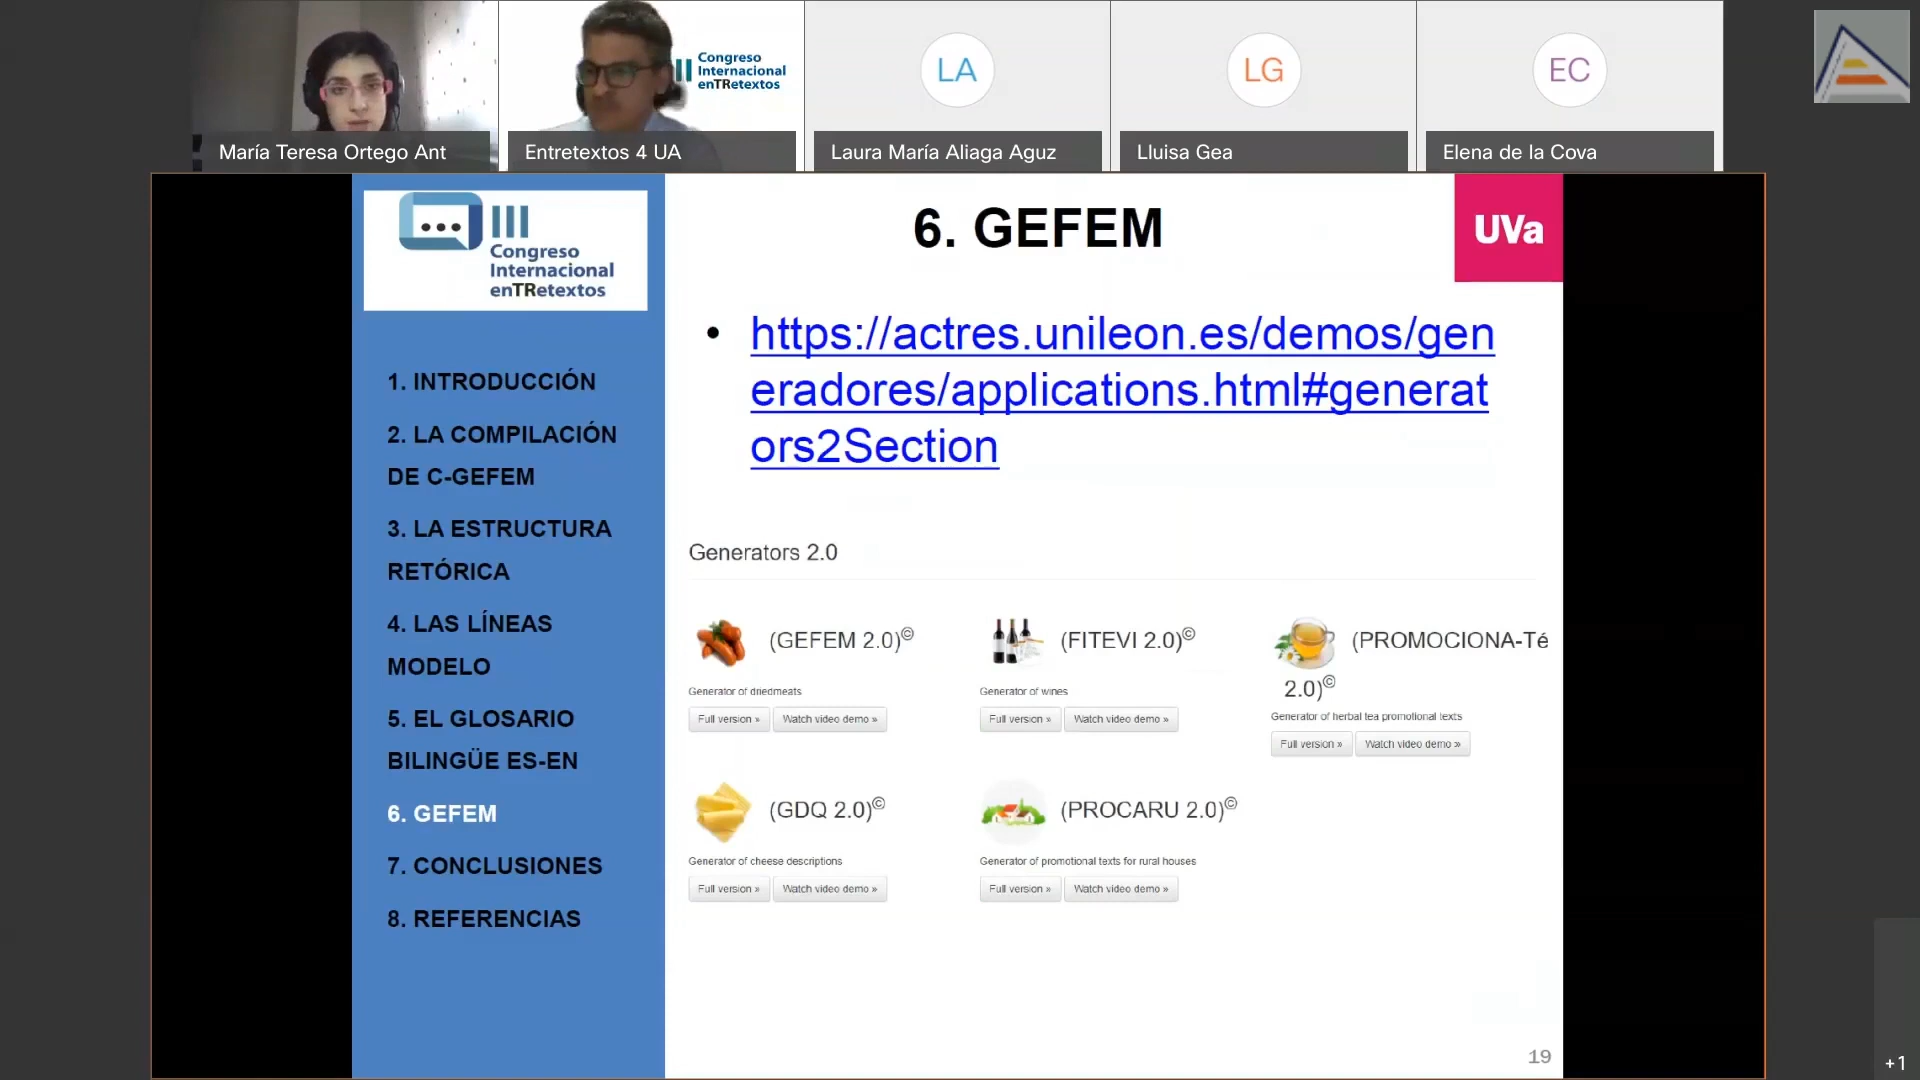 Congreso
Internacional
enTRetextos
LA
LG
EC
María Teresa Ortego Ant
Entretextos 4 UA
Laura María Aliaga Aguz
Lluisa Gea
Elena de la Cova
III
Congreso
Internacional
enTRetextos
6. GEFEM
UVa
1. INTRODUCCIÓN
2. LA COMPILACIÓN
DE C-GEFEM
3. LA ESTRUCTURA
RETÓRICA
4. LAS LÍNEAS
MODELO
5. EL GLOSARIO
BILINGÜE ES-EN
6. GEFEM
7. CONCLUSIONES
8. REFERENCIAS
• https://actres.unileon.es/demos/gen
eradores/applications.html#generat
ors2Section
Generators 2.0
(GEFEM 2.0)©
Generator of driedmeats
Full version » Watch video demo »
(FITEVI 2.0)©
Generator of wines
Full version » Watch video demo »
(PROMOCIONA-Té
2.0)©
Generator of herbal tea promotional texts
Full version » Watch video demo »
(GDQ 2.0)©
Generator of cheese descriptions
Full version » Watch video demo »
(PROCARU 2.0)©
Generator of promotional texts for rural houses
Full version » Watch video demo »
19
+1